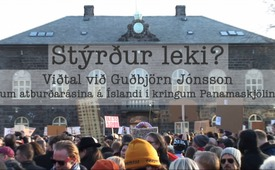 Stýrður leki?
Viðtal við Guðbjörn Jónsson
um atburðarásina á Íslandi í kringum Panamaskjölin